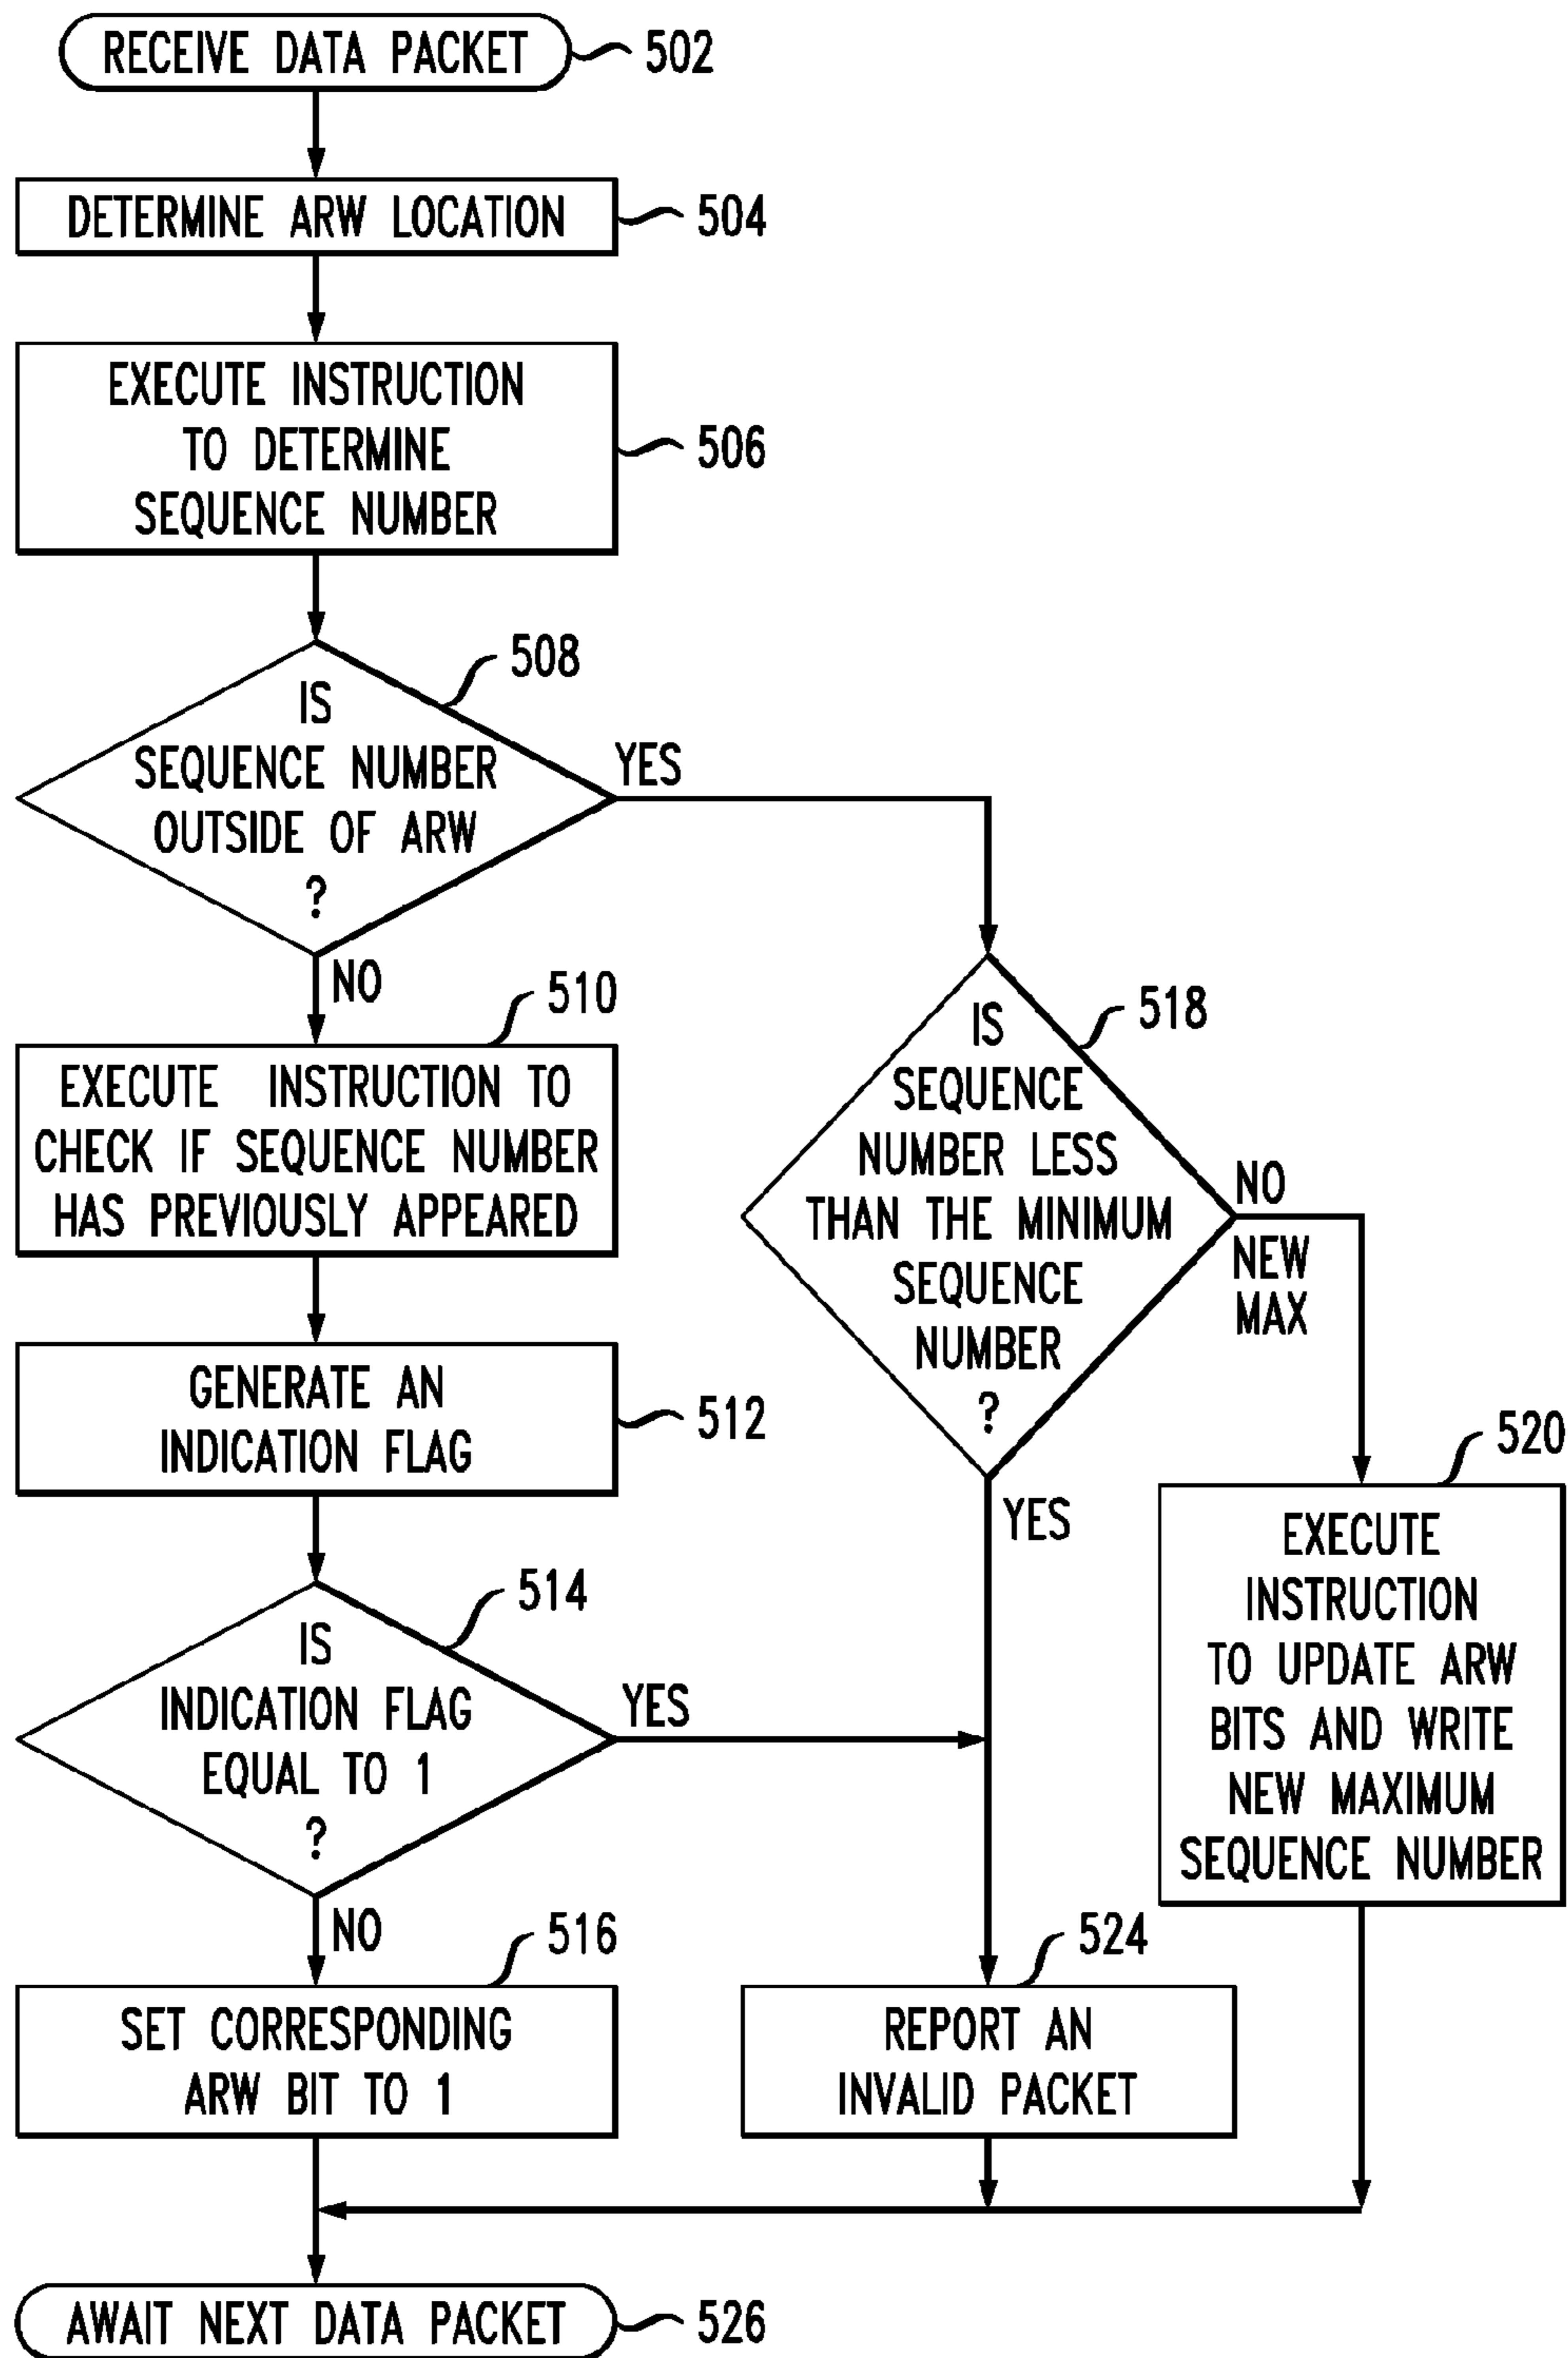 RECEIVE DATA PACKET
502
DETERMINE ARW LOCATION
504
EXECUTE INSTRUCTION
TO DETERMINE
SEQUENCE NUMBER
506
508
IS
SEQUENCE NUMBER
OUTSIDE OF ARW
?
YES
NO
510
EXECUTE INSTRUCTION TO
CHECK IF SEQUENCE NUMBER
HAS PREVIOUSLY APPEARED
518
IS
SEQUENCE
NUMBER LESS
THAN THE MINIMUM
SEQUENCE
NUMBER
?
NO
NEW
MAX
YES
GENERATE AN
INDICATION FLAG
512
520
EXECUTE
INSTRUCTION
TO UPDATE ARW
BITS AND WRITE
NEW MAXIMUM
SEQUENCE NUMBER
514
IS
INDICATION FLAG
EQUAL TO 1
?
YES
NO
516
SET CORRESPONDING
ARW BIT TO 1
524
REPORT AN
INVALID PACKET
AWAIT NEXT DATA PACKET
526